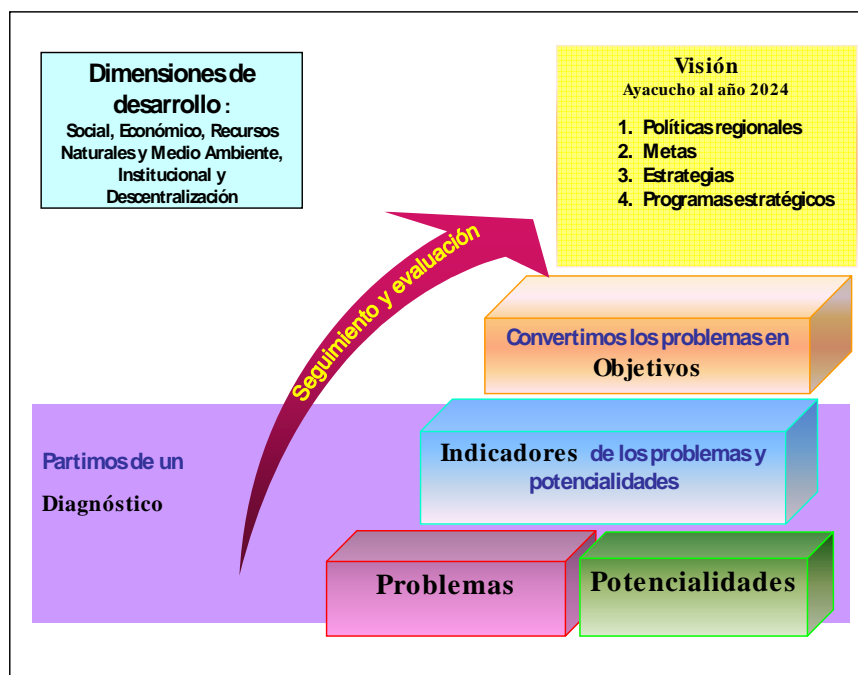 Dimensiones de
desarrollo :
Social, Económico, Recursos
Naturales y Medio Ambiente,
Institucional y
Descentralización
Visión
Ayacucho al año 2024
1. Políticas regionales
2. Metas
3. Estrategias
4. Programas estratégicos
Seguimiento y evaluación
Convertimos los problemas en
Objetivos
Partimos de un
Diagnóstico
Indicadores de los problemas y
potencialidades
Problemas
Potencialidades